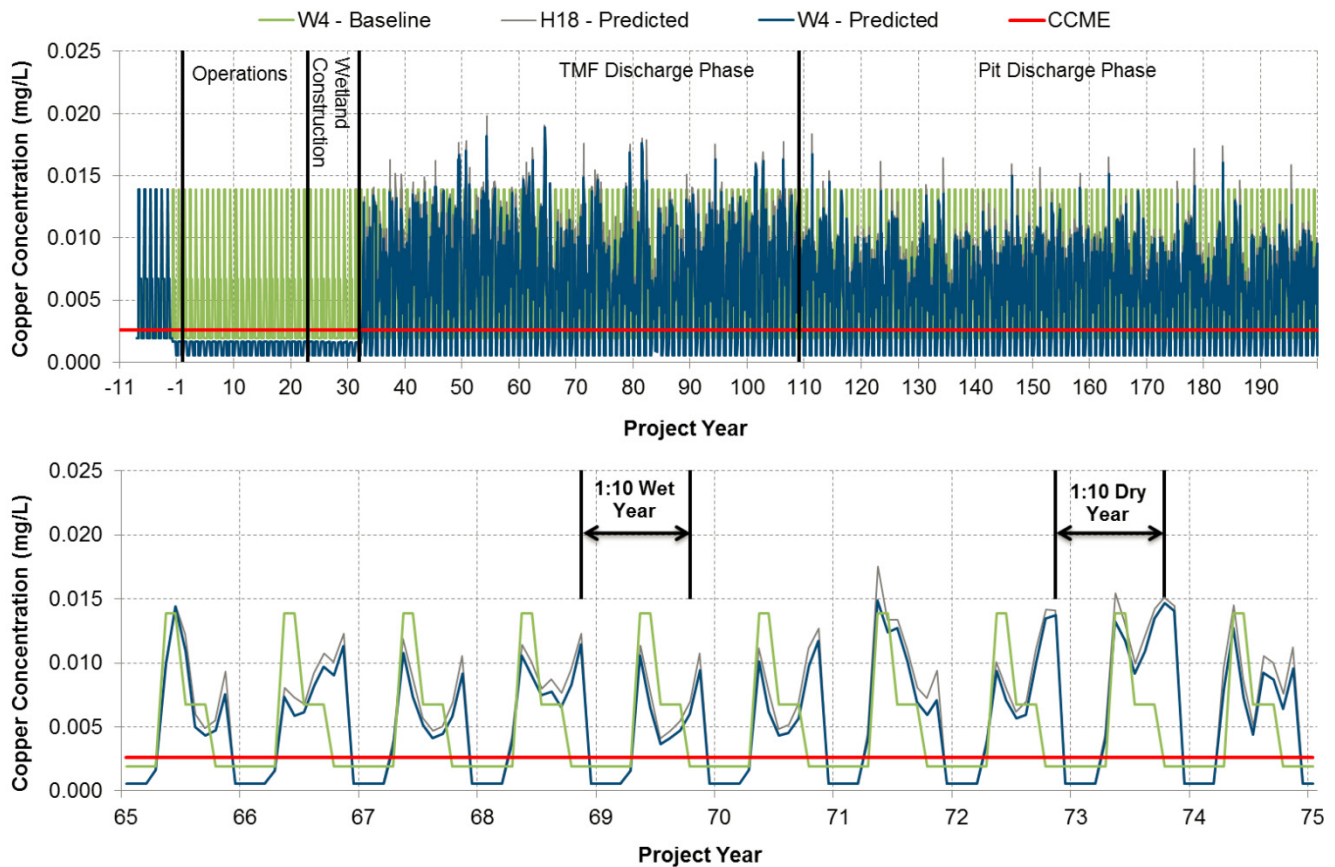 W4 - Baseline H18 - Predicted W4 - Predicted CCME
Copper Concentration (mg/L)
0.025
0.020
0.015
0.010
0.005
0.000
Operations
Wetland
Construction
TMF Discharge Phase
Pit Discharge Phase
-11 -1 10 20 30 40 50 60 70 80 90 100 110 120 130 140 150 160 170 180 190
Project Year
Copper Concentration (mg/L)
0.025
0.020
0.015
0.010
0.005
0.000
1:10 Wet
Year
1:10 Dry
Year
65 66 67 68 69 70 71 72 73 74 75
Project Year